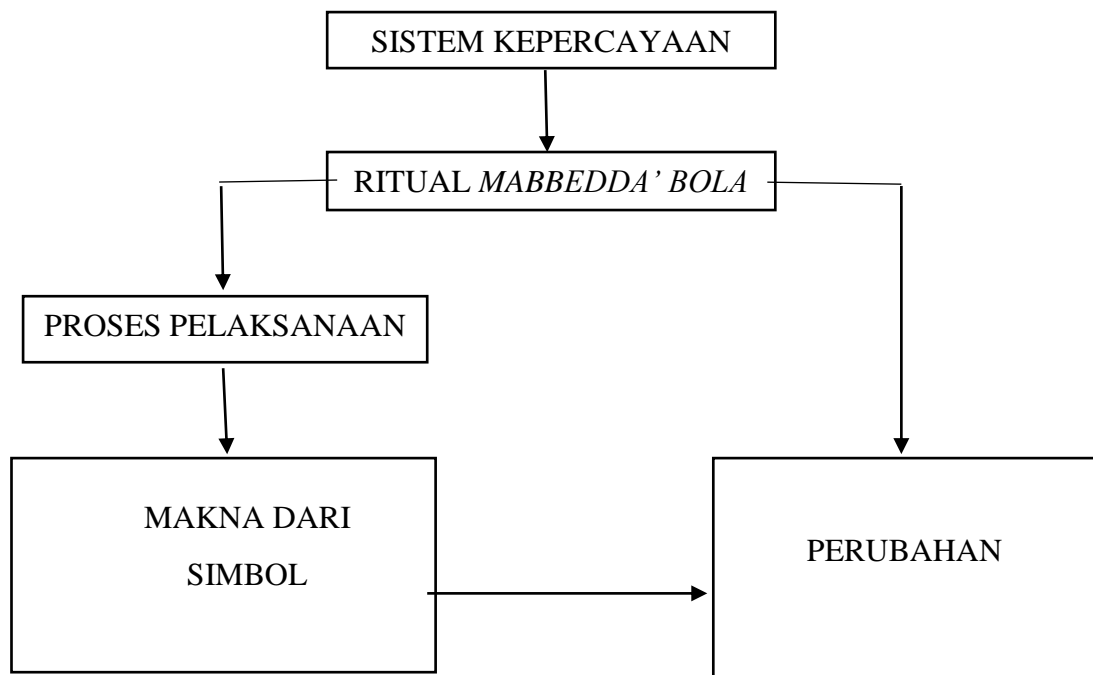 SISTEM KEPERCAYAAN
RITUAL MABBEDDA’ BOLA
PROSES PELAKSANAAN
MAKNA DARI
SIMBOL
PERUBAHAN